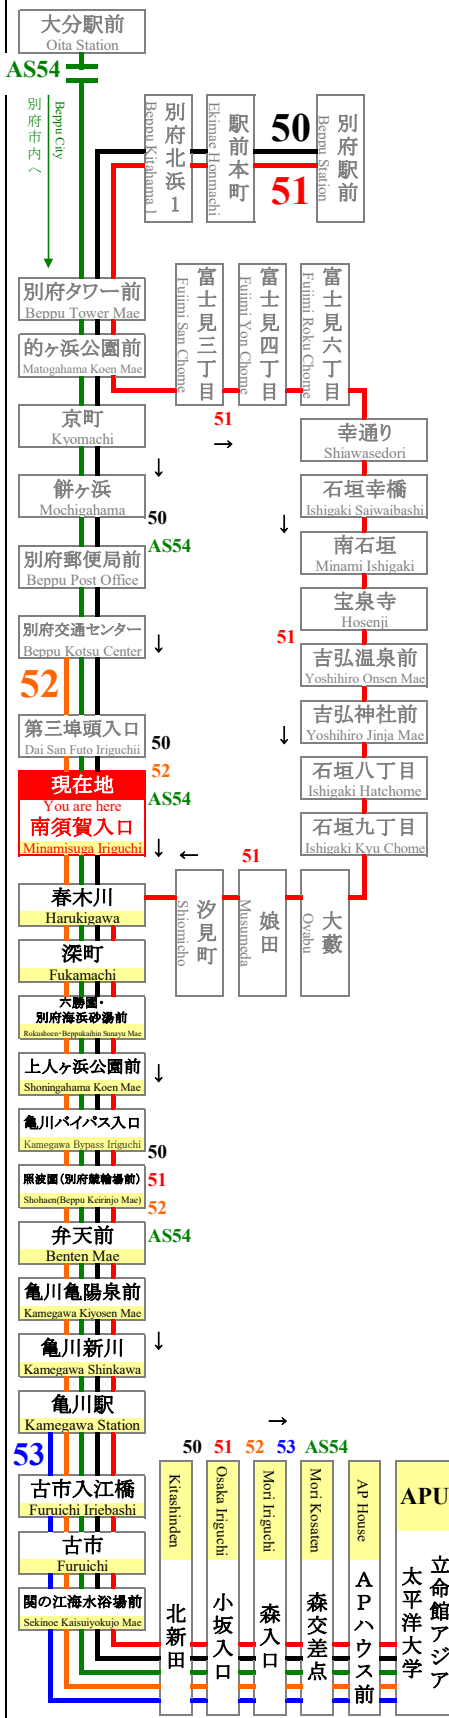 大分駅前
Oita Station
AS54
別府市内へ
Beppu City
別府北浜1
Beppu Kitahama 1
駅前本町
Ekimae Honmachi
50
51
別府駅前
Beppu Station
別府タワー前
Beppu Tower Mae
的ヶ浜公園前
Matogahama Koen Mae
富士見三丁目
Fujimi San Chome
富士見四丁目
Fujimi Yon Chome
富士見六丁目
Fujimi Roku Chome
51
→
京町
Kyomachi
↓
餅ヶ浜
Mochigahama
50
AS54
別府郵便局前
Beppu Post Office
別府交通センター
Beppu Kotsu Center
↓
52
第三埠頭入口
Dai San Futo Iriguchii
幸通り
Shiawasedori
石垣幸橋
Ishigaki Saiwaibashi
↓
南石垣
Minami Ishigaki
宝泉寺
Hosenji
51
吉弘温泉前
Yoshihiro Onsen Mae
吉弘神社前
Yoshihiro Jinja Mae
↓
石垣八丁目
Ishigaki Hatchome
石垣九丁目
Ishigaki Kyu Chome
50
52
AS54
現在地
You are here
南須賀入口
Minamisuga Iriguchi
↓
←
51
汐見町
Shiomicho
娘田
Musumeda
大藪
Oyabu
春木川
Harukigawa
深町
Fukamachi
六勝園・
別府海浜砂湯前
Rokushoen・Beppukaihin Sunayu Mae
上人ヶ浜公園前
Shoningahama Koen Mae
↓
亀川バイパス入口
Kamegawa Bypass Iriguchi
50
51
52
AS54
照波園(別府競輪場前)
Shohaen(Beppu Keirinjo Mae)
弁天前
Benten Mae
亀川亀陽泉前
Kamegawa Kiyosen Mae
亀川新川
Kamegawa Shinkawa
↓
亀川駅
Kamegawa Station
53
古市入江橋
Furuichi Iriebashi
古市
Furuichi
関の江海水浴場前
Sekinoe Kaisuiyokujo Mae
→
50 51 52 53 AS54
Kitashinden
北新田
Osaka Iriguchi
小坂入口
Mori Iriguchi
森入口
Mori Kosaten
森交差点
AP House
APハウス前
APU
立命館アジア
太平洋大学